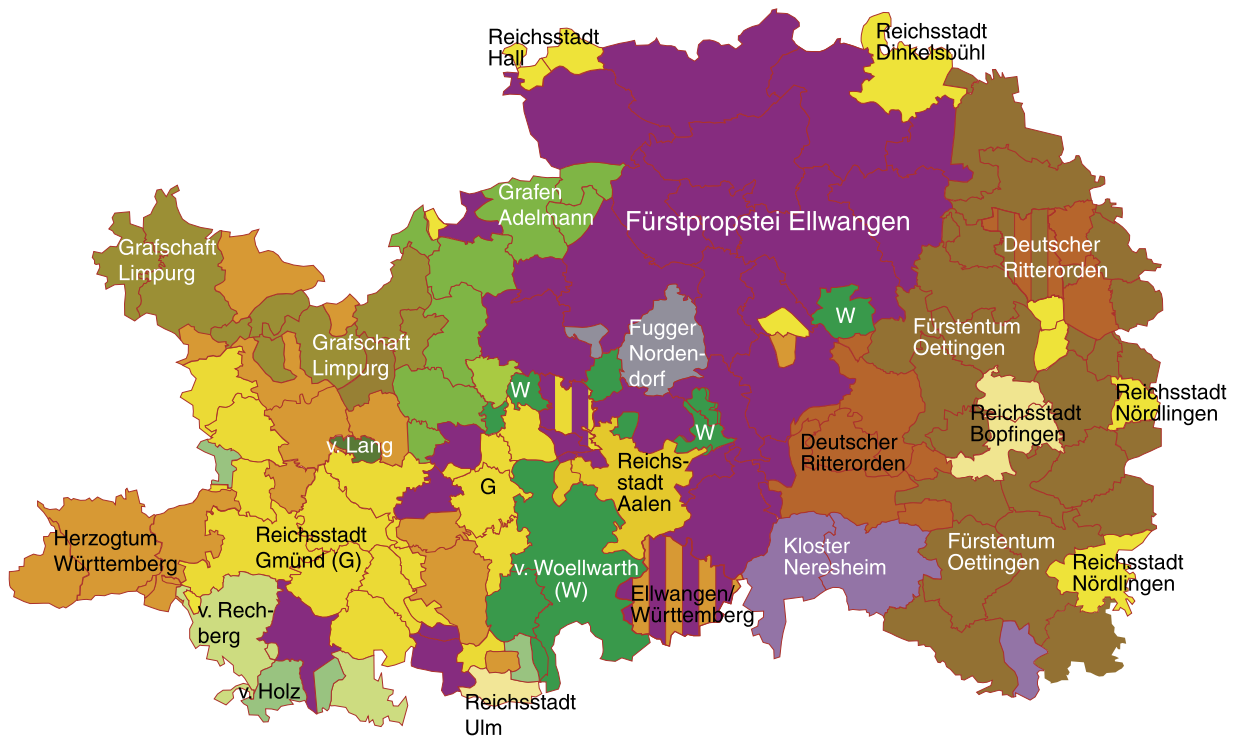 Reichsstadt
Hall
Reichsstadt
Dinkelsbühl
Grafen
Adelmann
Fürstpropstei Ellwangen
Grafschaft
Limpurg
Deutscher
Ritterorden
W
Fugger
Norden-
dorf
Fürstentum
Oettingen
Grafschaft
Limpurg
W
Reichsstadt
Nördlingen
Reichsstadt
Bopfingen
W
v. Lang
Deutscher
Ritterorden
Reichs-
stadt
Aalen
G
Herzogtum
Württemberg
Reichsstadt
Gmünd (G)
Kloster
Neresheim
Fürstentum
Oettingen
Reichsstadt
Nördlingen
v. Woellwarth
(W)
Ellwangen/
Württemberg
v. Rech-
berg
v. Holz
Reichsstadt
Ulm